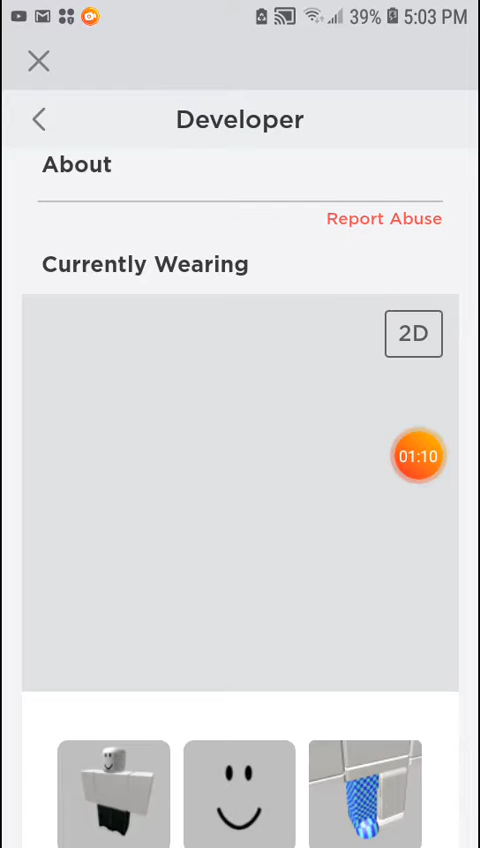 39% 5:03 PM
Developer
About
Report Abuse
Currently Wearing
2D
01:10